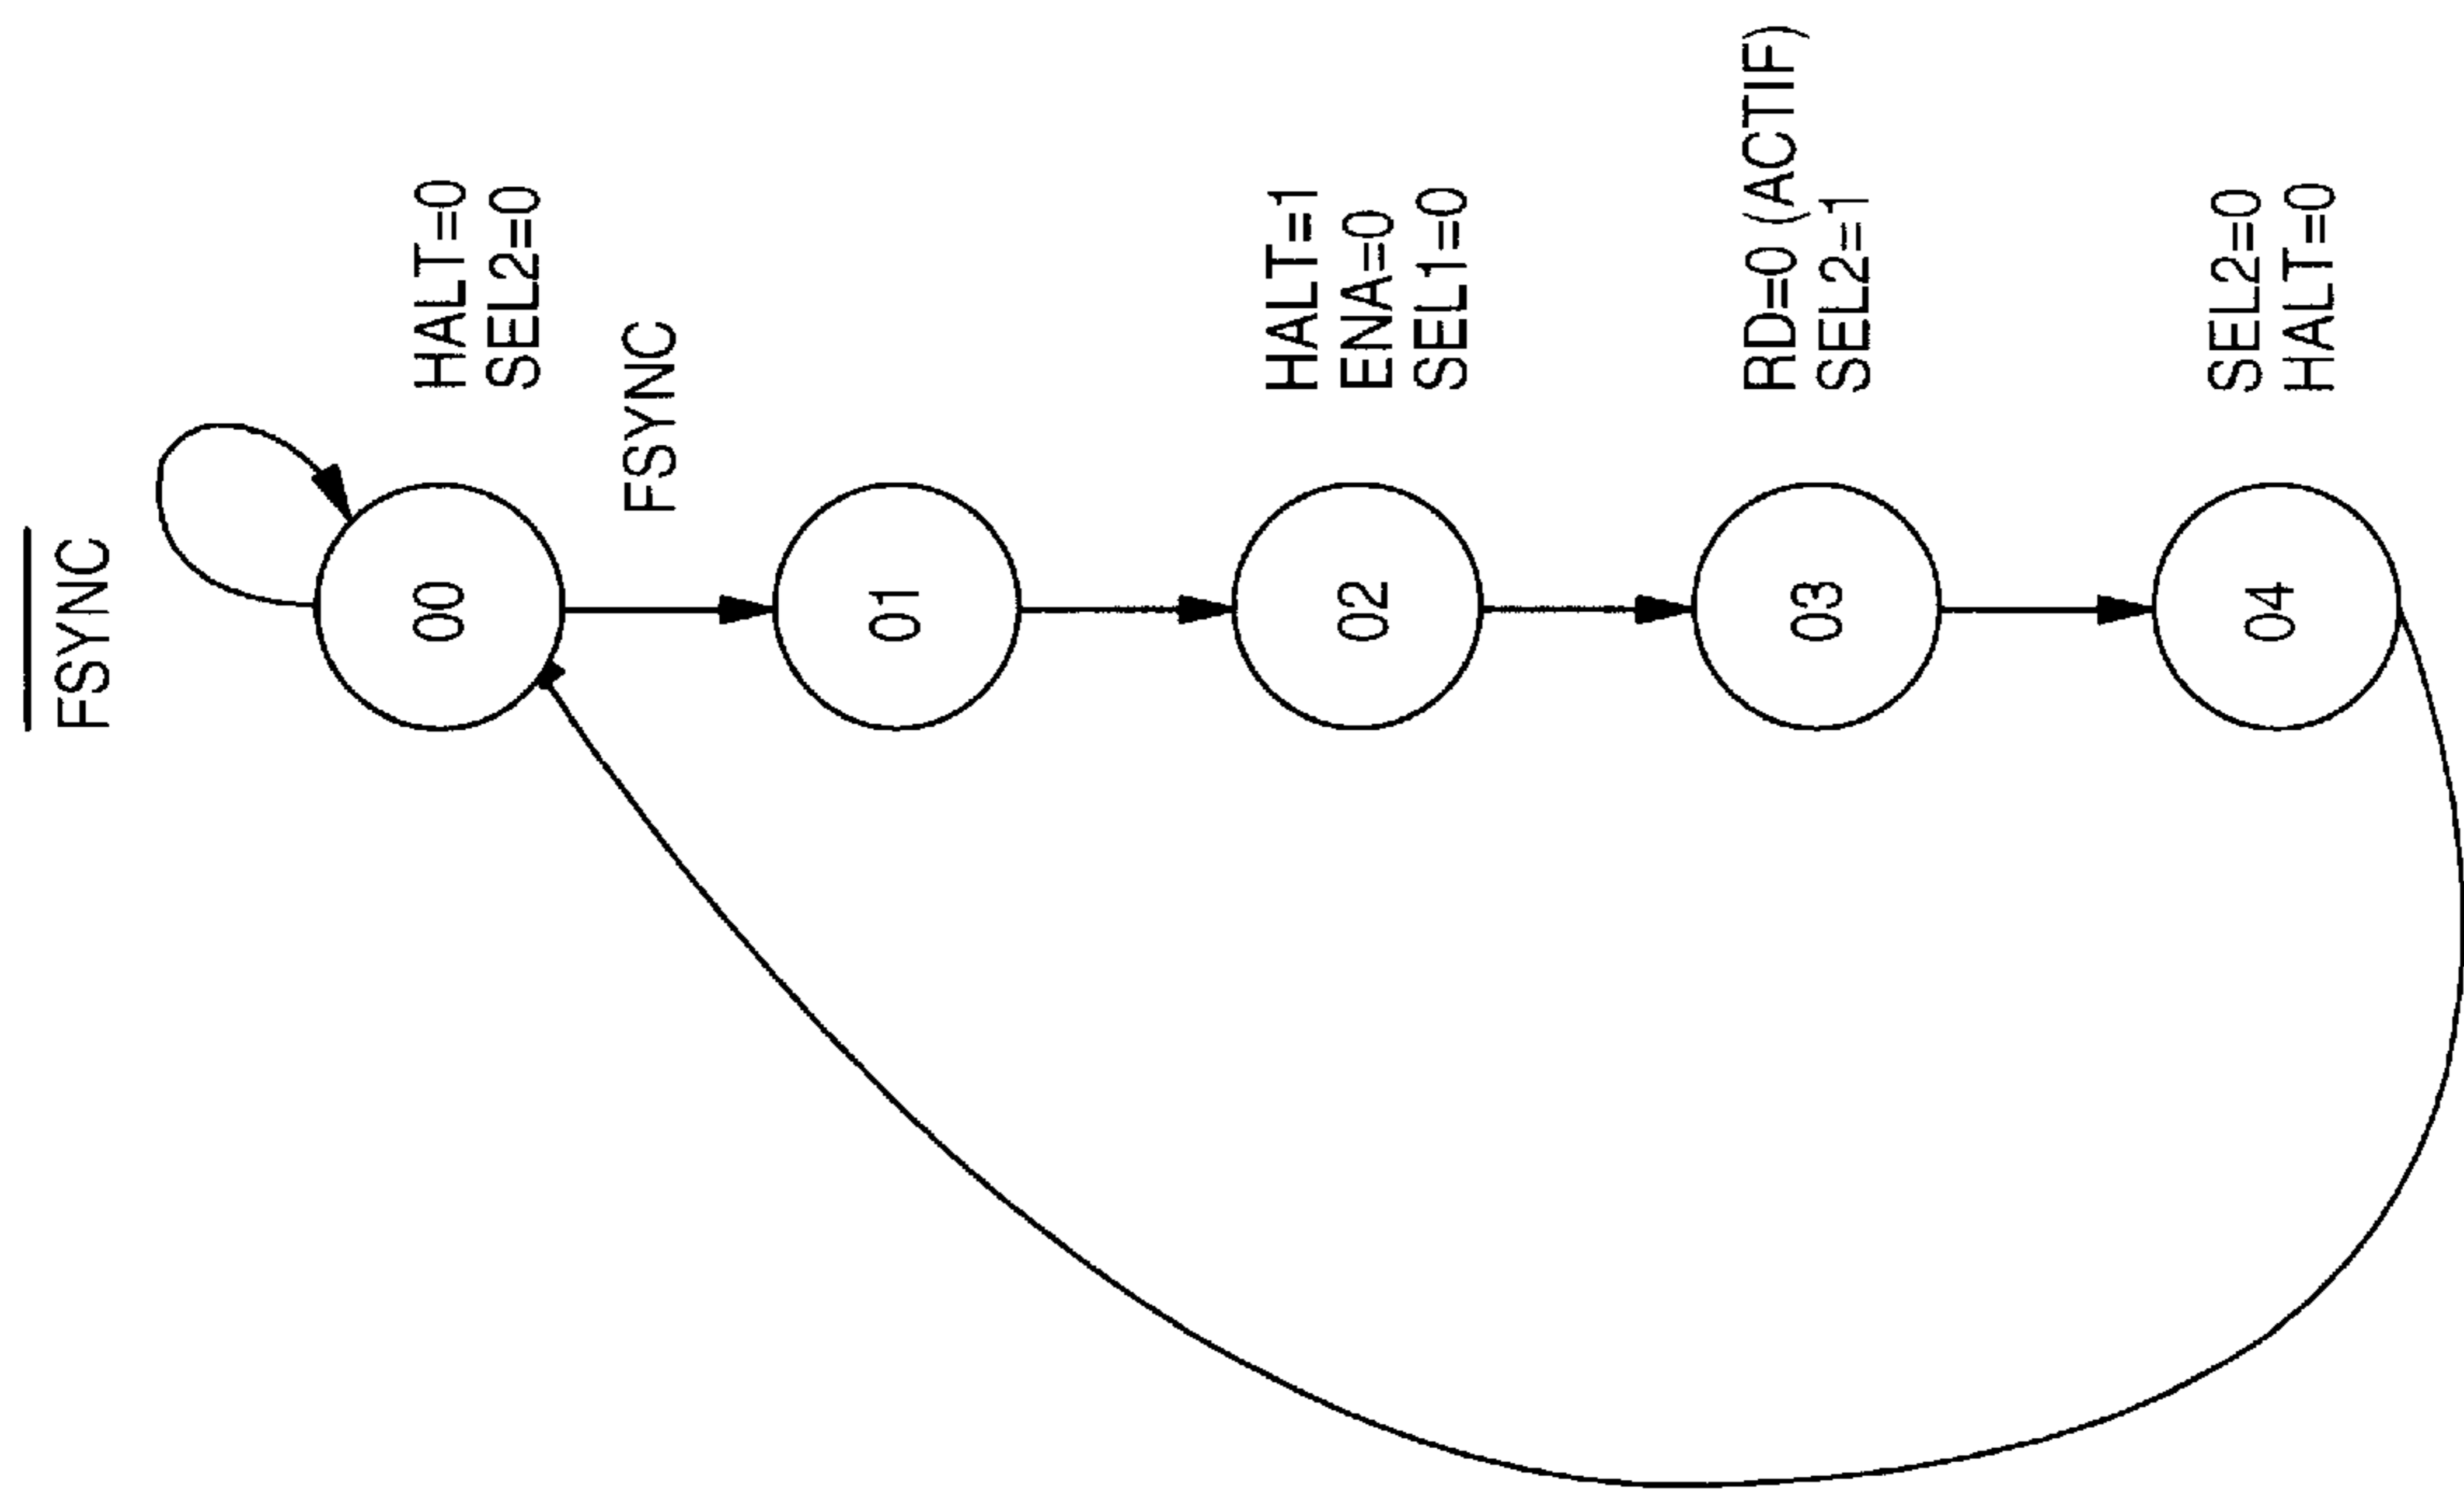 FSYNC
00
HALT=0
SEL2=0
FSYNC
01
02
HALT=1
ENA=0
SEL1=0
03
RD=0 (ACTIF)
SEL2=1
04
SEL2=0
HALT=0